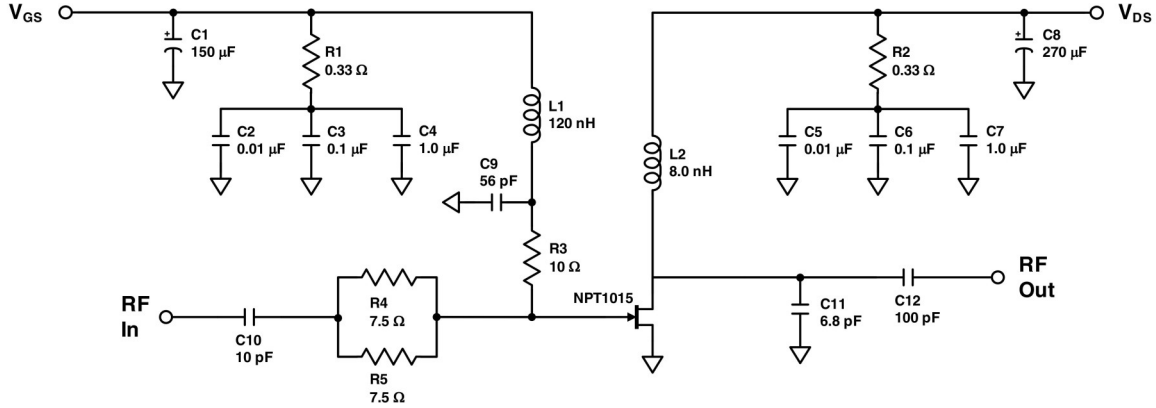 V_GS
V_DS
+
C1
150 µF
R1
0.33 Ω
C2
0.01 µF
C3
0.1 µF
C4
1.0 µF
L1
120 nH
C9
56 pF
R3
10 Ω
L2
8.0 nH
R2
0.33 Ω
+
C8
270 µF
C5
0.01 µF
C6
0.1 µF
C7
1.0 µF
RF
In
C10
10 pF
R4
7.5 Ω
R5
7.5 Ω
NPT1015
C11
6.8 pF
C12
100 pF
RF
Out